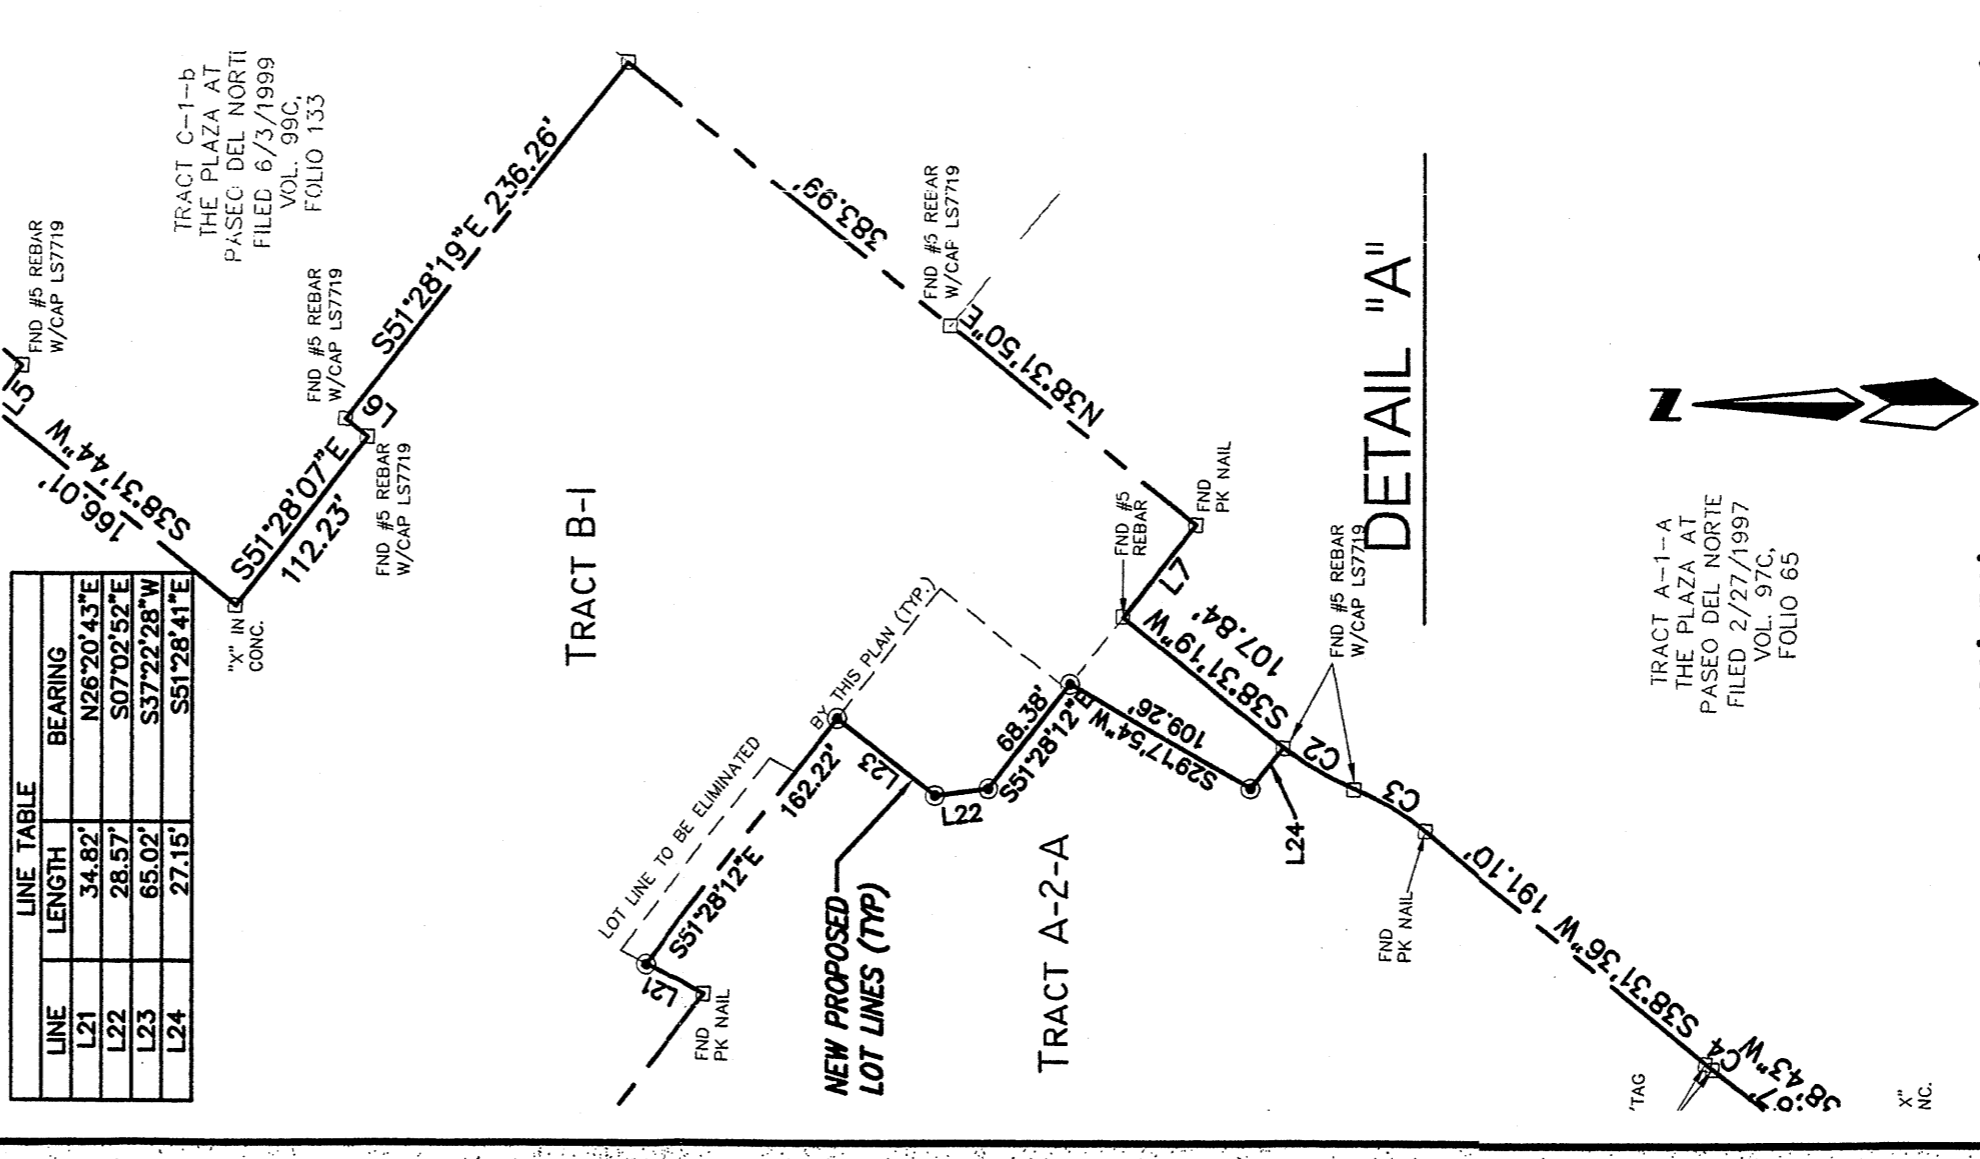 LINE TABLE
LINE LENGTH BEARING
L21 34.82' N26°20'43"E
L22 28.57' S07°02'52"E
L23 65.02' S37°22'28"W
L24 27.15' S51°28'41"E
L5
FND #5 REBAR
W/CAP LS7719
S38°31'44"W
166.01'
"X" IN
CONC.
S51°28'07"E
112.23'
L6
FND #5 REBAR
W/CAP LS7719
FND #5 REBAR
W/CAP LS7719
TRACT C-1-b
THE PLAZA AT
PASEO DEL NORTE
FILED 6/3/1999
VOL. 99C,
FOLIO 133
S51°28'19"E 236.26'
TRACT B-1
383.99'
N38°31'50"E
FND #5 REBAR
W/CAP LS7719
FND
PK NAIL
L7
FND #5
REBAR
S38°31'19"W
107.84'
LOT LINE TO BE ELIMINATED
BY THIS PLAN (TYP.)
S51°28'12"E
162.22'
L21
FND
PK NAIL
L23
L22
68.38'
S51°28'12"E
S29°17'54"W
109.26'
L24
NEW PROPOSED
LOT LINES (TYP)
TRACT A-2-A
C2
C3
FND #5 REBAR
W/CAP LS7719
FND
PK NAIL
S38°31'36"W 191.10'
C4
38'43"W
'TAG
X"
NC.
DETAIL "A"
N
TRACT A-1-A
THE PLAZA AT
PASEO DEL NORTE
FILED 2/27/1997
VOL. 97C,
FOLIO 65